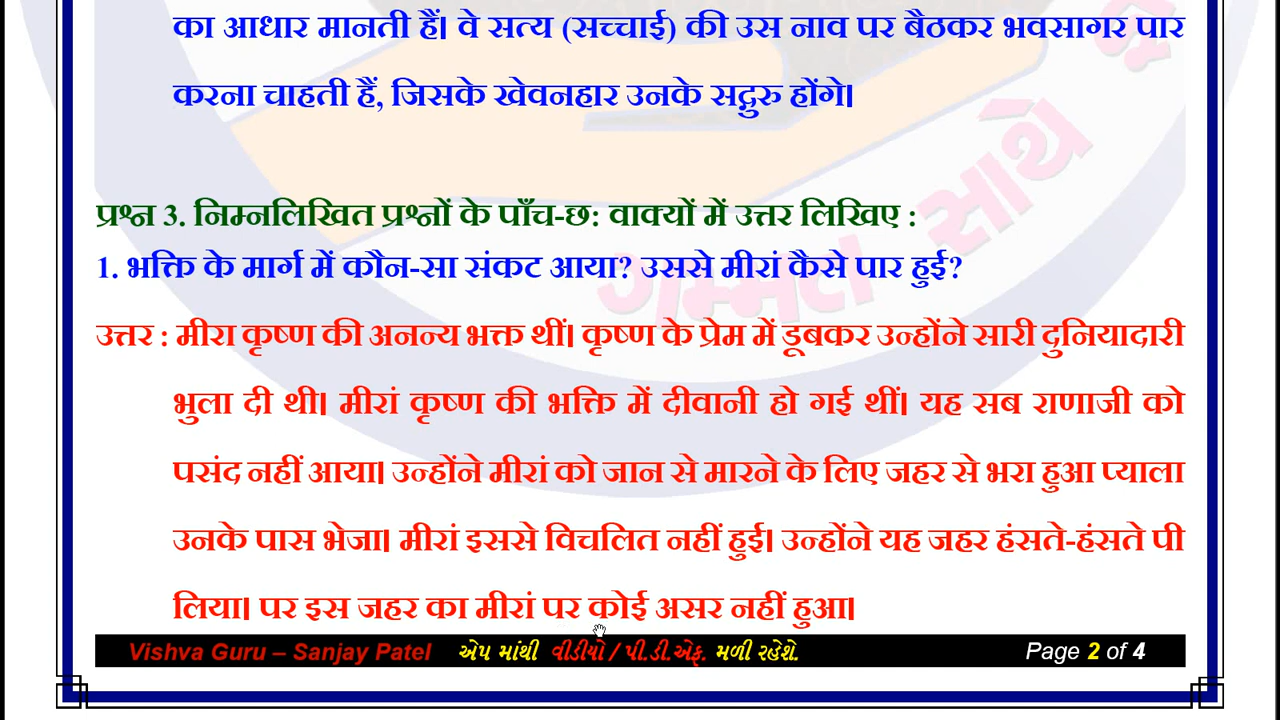 का आधार मानती हैं। वे सत्य (सच्चाई) की उस नाव पर बैठकर भवसागर पार
करना चाहती हैं, जिसके खेवनहार उनके सद्गुरु होंगे।
प्रश्न 3. निम्नलिखित प्रश्नों के पाँच-छः वाक्यों में उत्तर लिखिए :
1. भक्ति के मार्ग में कौन-सा संकट आया? उससे मीरां कैसे पार हुई?
उत्तर : मीरा कृष्ण की अनन्य भक्त थीं। कृष्ण के प्रेम में डूबकर उन्होंने सारी दुनियादारी
भुला दी थी। मीरां कृष्ण की भक्ति में दीवानी हो गई थीं। यह सब राणाजी को
पसंद नहीं आया। उन्होंने मीरां को जान से मारने के लिए जहर से भरा हुआ प्याला
उनके पास भेजा। मीरां इससे विचलित नहीं हुई। उन्होंने यह जहर हंसते-हंसते पी
लिया। पर इस जहर का मीरां पर कोई असर नहीं हुआ।
ગમ્મત સાથે
Vishva Guru – Sanjay Patel એપ માંથી વીડીયો / પી.ડી.એફ. મળી રહેશે. Page 2 of 4